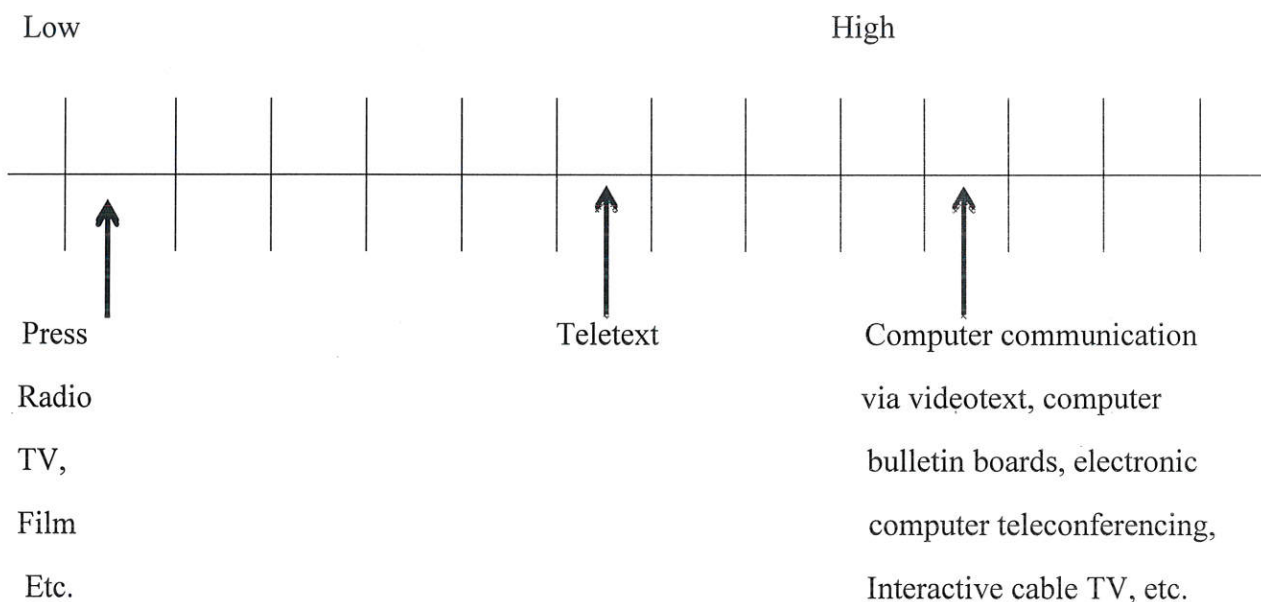 Low High
Press Teletext Computer communication
Radio via videotext, computer
TV, bulletin boards, electronic
Film computer teleconferencing,
Etc. Interactive cable TV, etc.